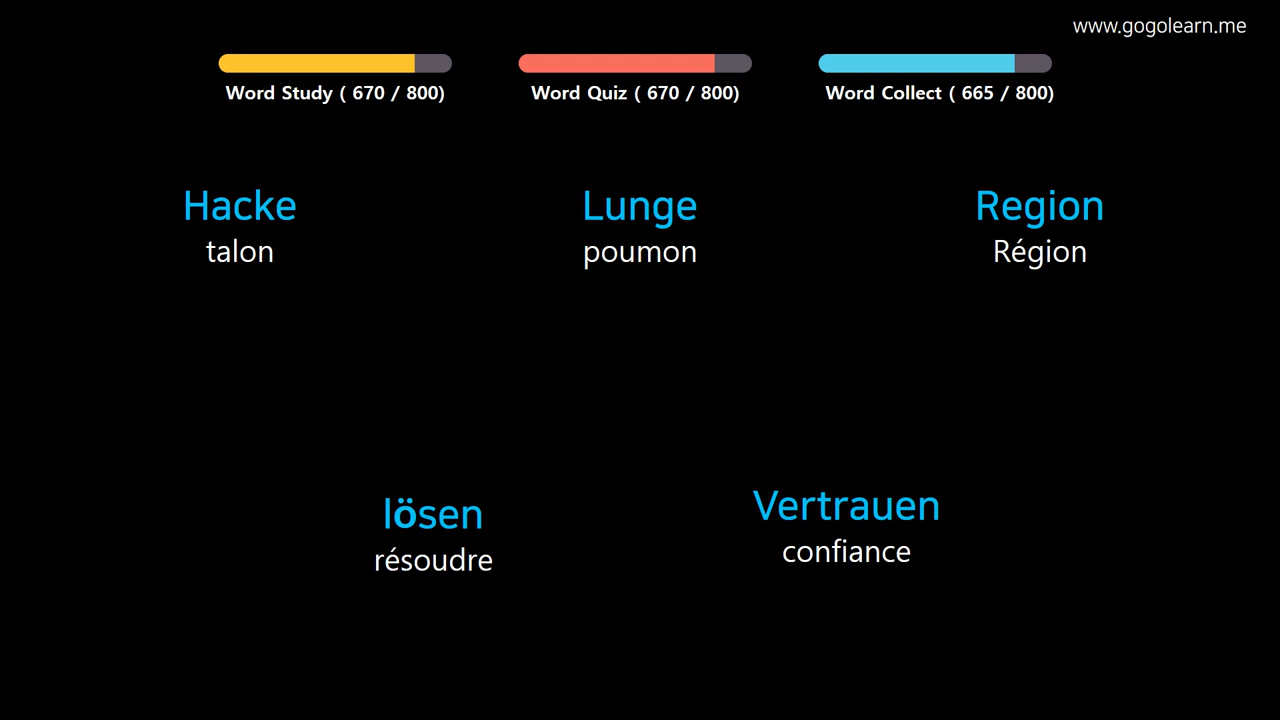 www.gogolearn.me
Word Study ( 670 / 800)
Word Quiz ( 670 / 800)
Word Collect ( 665 / 800)
Hacke
talon
Lunge
poumon
Region
Région
lösen
résoudre
Vertrauen
confiance